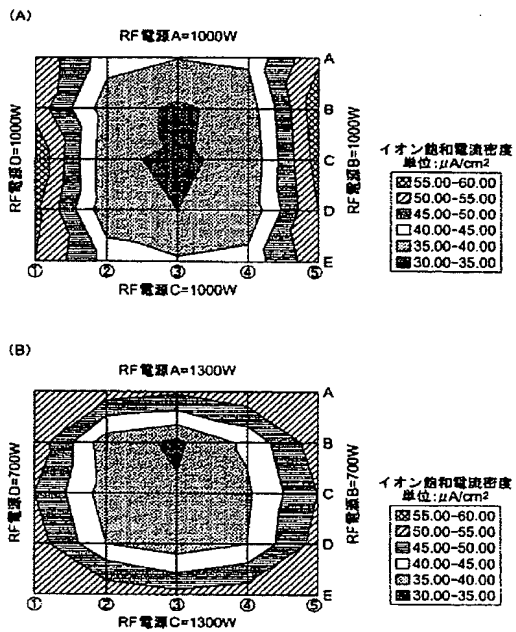 (A)
RF電源A=1000W
RF電源D=1000W
RF電源B=1000W
A
B
C
D
E
① ② ③ ④ ⑤
RF電源C=1000W
イオン飽和電流密度
単位:μA/cm²
55.00-60.00
50.00-55.00
45.00-50.00
40.00-45.00
35.00-40.00
30.00-35.00
(B)
RF電源A=1300W
RF電源D=700W
RF電源B=700W
A
B
C
D
E
① ② ③ ④ ⑤
RF電源C=1300W
イオン飽和電流密度
単位:μA/cm²
55.00-60.00
50.00-55.00
45.00-50.00
40.00-45.00
35.00-40.00
30.00-35.00